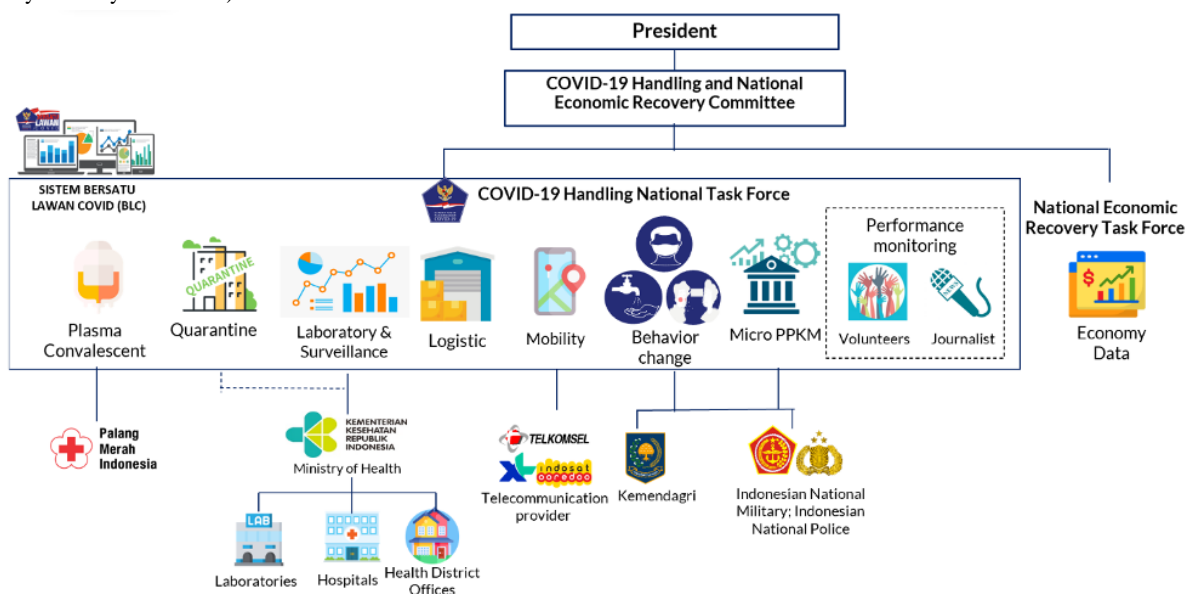 President
COVID-19 Handling and National
Economic Recovery Committee
LAWAN
SISTEM BERSATU
LAWAN COVID (BLC)
COVID-19 Handling National Task Force
National Economic
Recovery Task Force
Performance
monitoring
QUARANTINE
NEWS
$
Plasma
Convalescent
Quarantine
Laboratory &
Surveillance
Logistic
Mobility
Behavior
change
Micro PPKM
Volunteers
Journalist
Economy
Data
Palang
Merah
Indonesia
KEMENTERIAN
KESEHATAN
REPUBLIK
INDONESIA
Ministry of Health
TELKOMSEL
XL indosat
ooredoo
Telecommunication
provider
Kemendagri
Indonesian National
Military; Indonesian
National Police
LAB
Laboratories
Hospitals
Health District
Offices